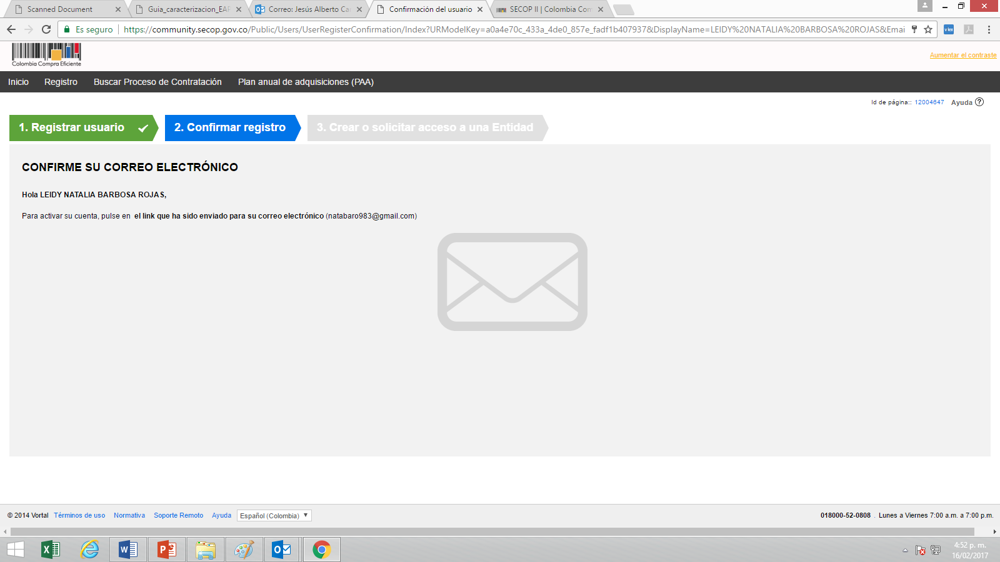 Scanned Document
Guia_caracterizacion_EAP
Correo: Jesús Alberto Ca
Confirmación del usuario
SECOP II | Colombia Com
Es seguro
https://community.secop.gov.co/Public/Users/UserRegisterConfirmation/Index?URModelKey=a0a4e70c_433a_4de0_857e_fadf1b407937&DisplayName=LEIDY%20NATALIA%20BARBOSA%20ROJAS&Emai
Colombia Compra Eficiente
Aumentar el contraste
Inicio Registro Buscar Proceso de Contratación Plan anual de adquisiciones (PAA)
Id de página:: 12004647 Ayuda
1. Registrar usuario
2. Confirmar registro
3. Crear o solicitar acceso a una Entidad
CONFIRME SU CORREO ELECTRÓNICO
Hola LEIDY NATALIA BARBOSA ROJAS,
Para activar su cuenta, pulse en el link que ha sido enviado para su correo electrónico (natabaro983@gmail.com)
© 2014 Vortal Términos de uso Normativa Soporte Remoto Ayuda Español (Colombia)
018000-52-0808 . Lunes a Viernes 7:00 a.m. a 7:00 p.m.
4:52 p. m.
16/02/2017